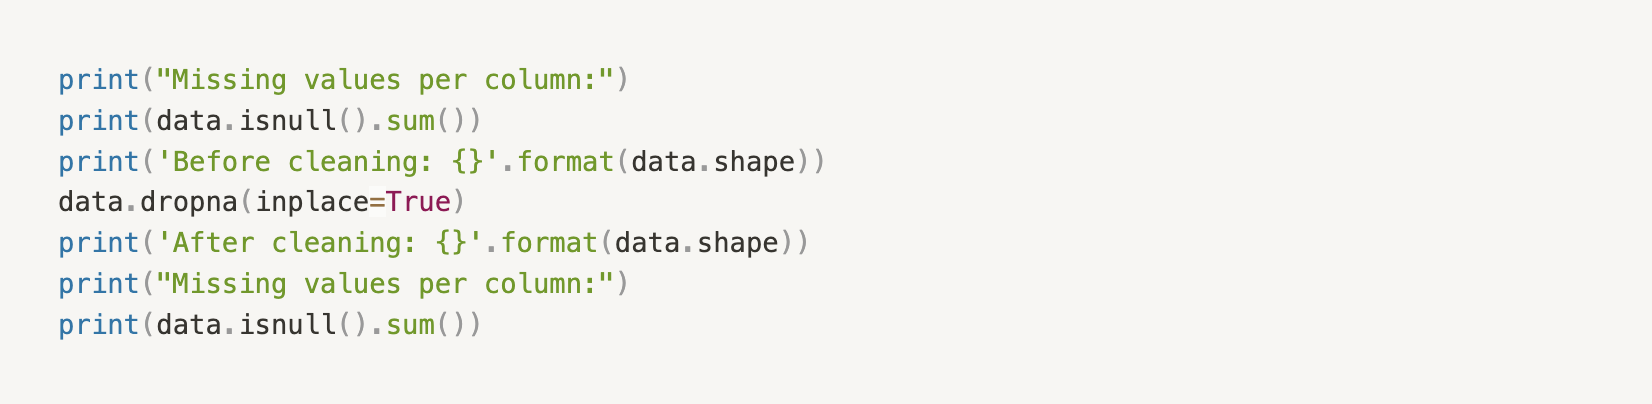 print("Missing values per column:")
print(data.isnull().sum())
print('Before cleaning: {}'.format(data.shape))
data.dropna(inplace=True)
print('After cleaning: {}'.format(data.shape))
print("Missing values per column:")
print(data.isnull().sum())